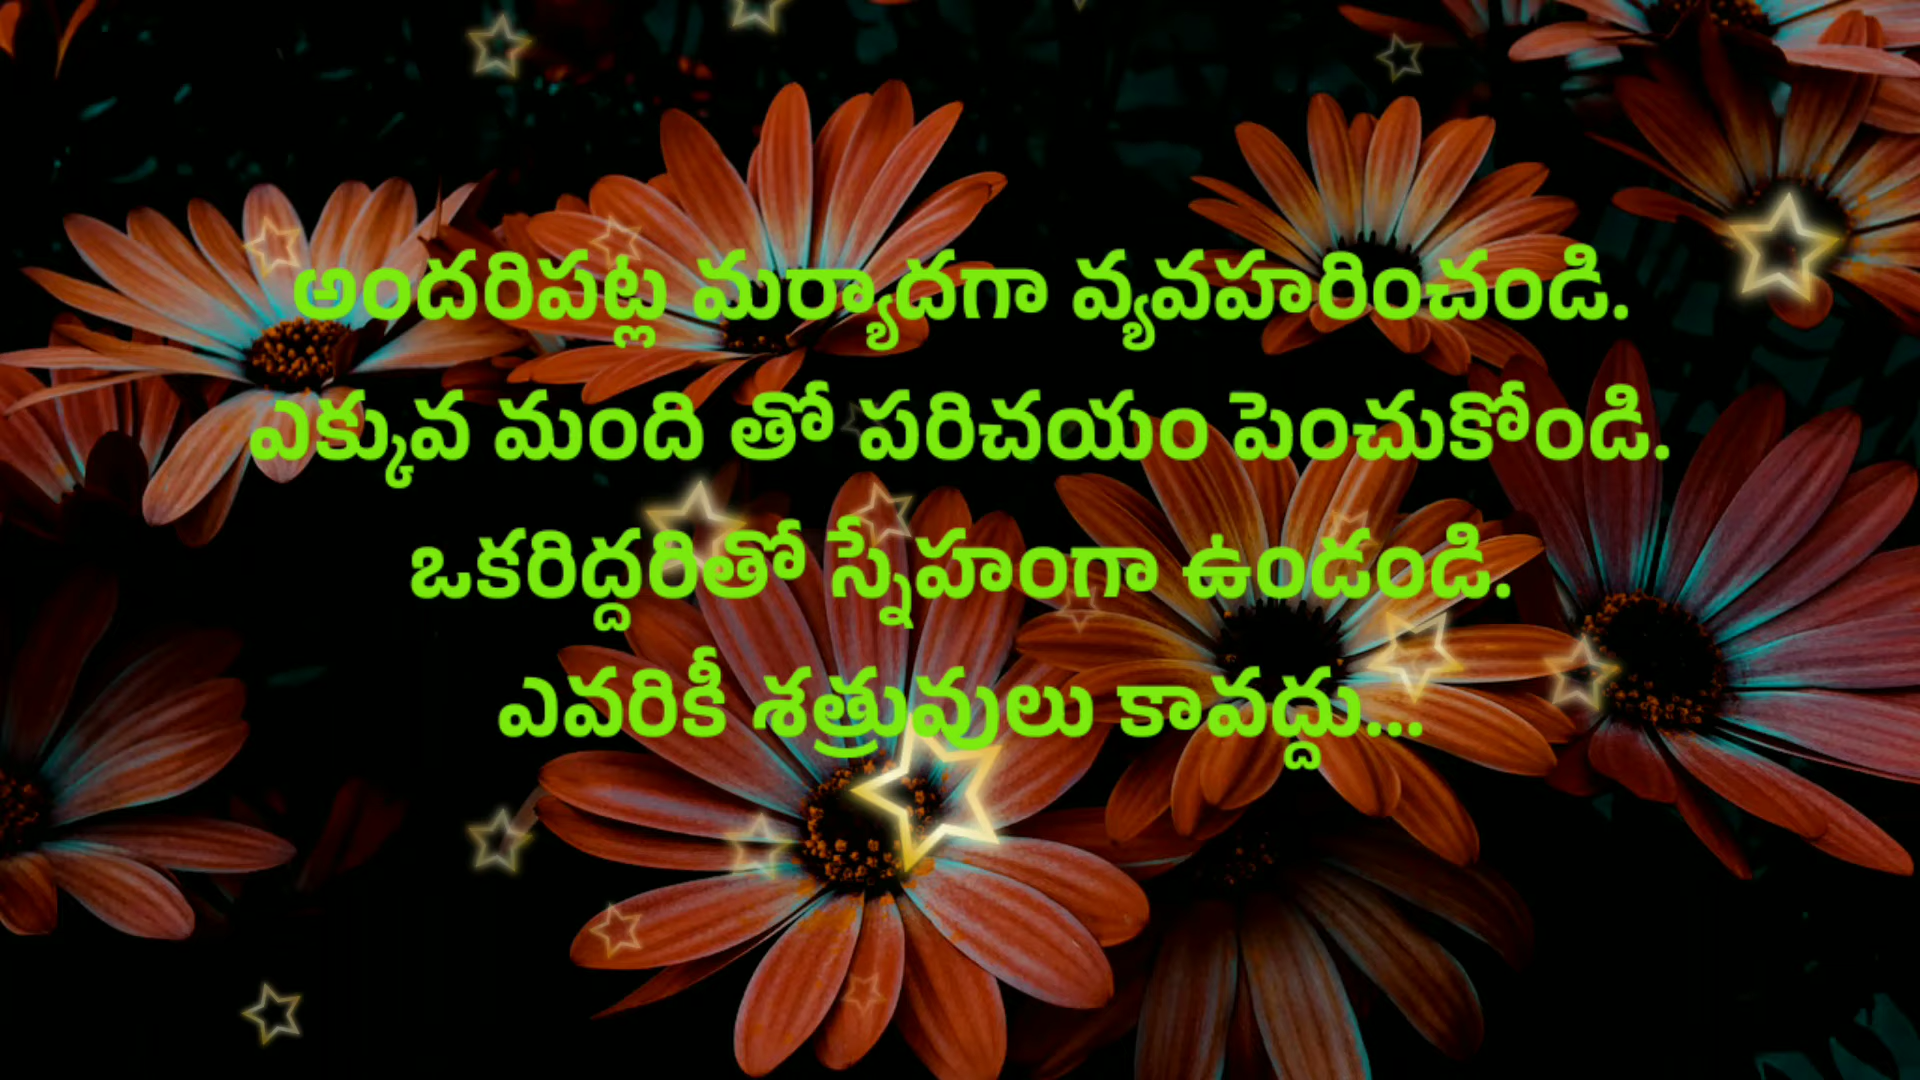 అందరిపట్ల మర్యాదగా వ్యవహరించండి.
ఎక్కువ మంది తో పరిచయం పెంచుకోండి.
ఒకరిద్దరితో స్నేహంగా ఉండండి.
ఎవరికీ శత్రువులు కావద్దు...